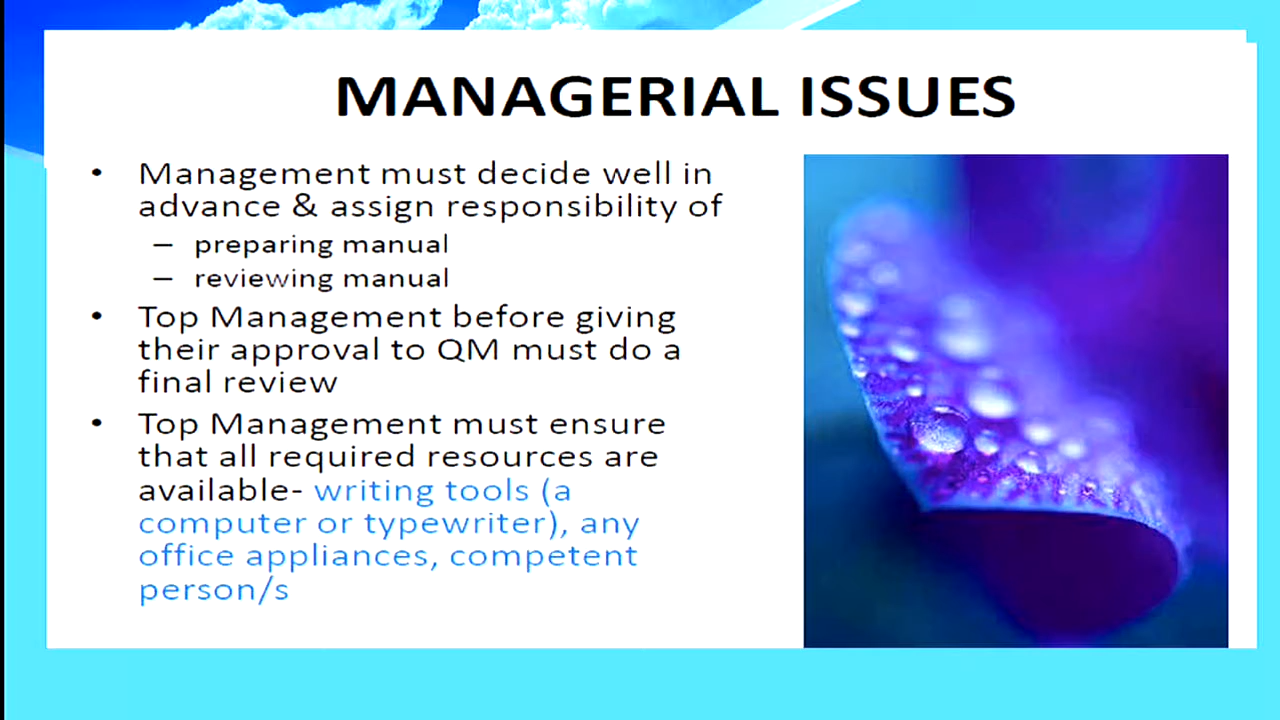 MANAGERIAL ISSUES
• Management must decide well in
advance & assign responsibility of
– preparing manual
– reviewing manual
• Top Management before giving
their approval to QM must do a
final review
• Top Management must ensure
that all required resources are
available- writing tools (a
computer or typewriter), any
office appliances, competent
person/s